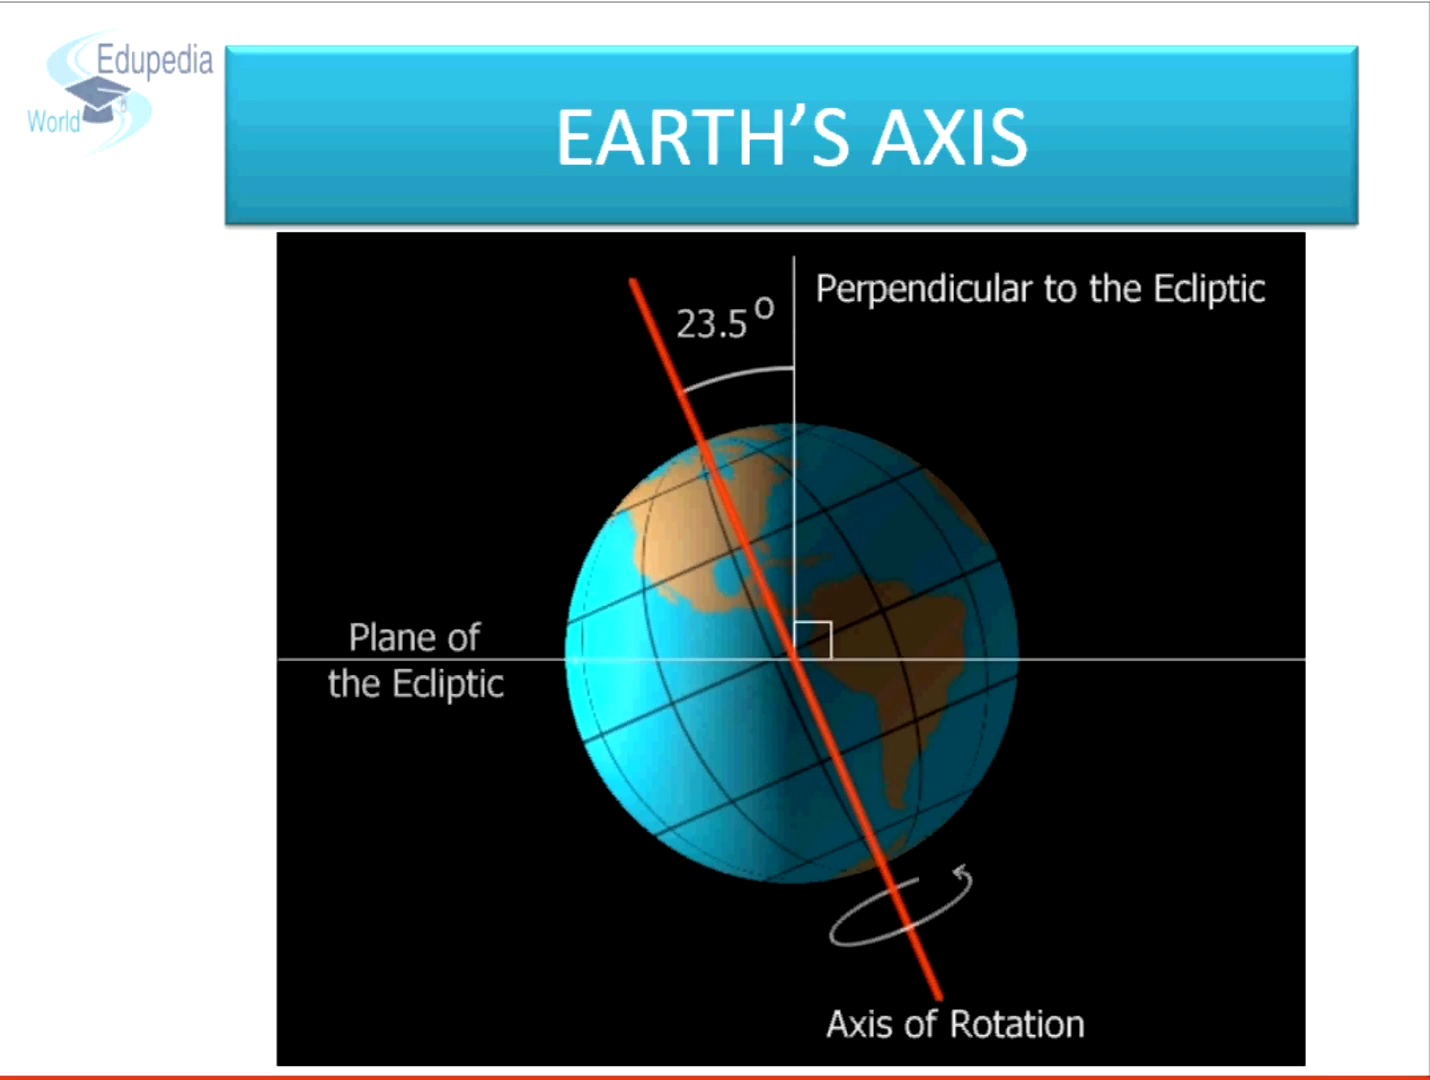 Edupedia
World
EARTH’S AXIS
Perpendicular to the Ecliptic
23.5°
Plane of
the Ecliptic
Axis of Rotation